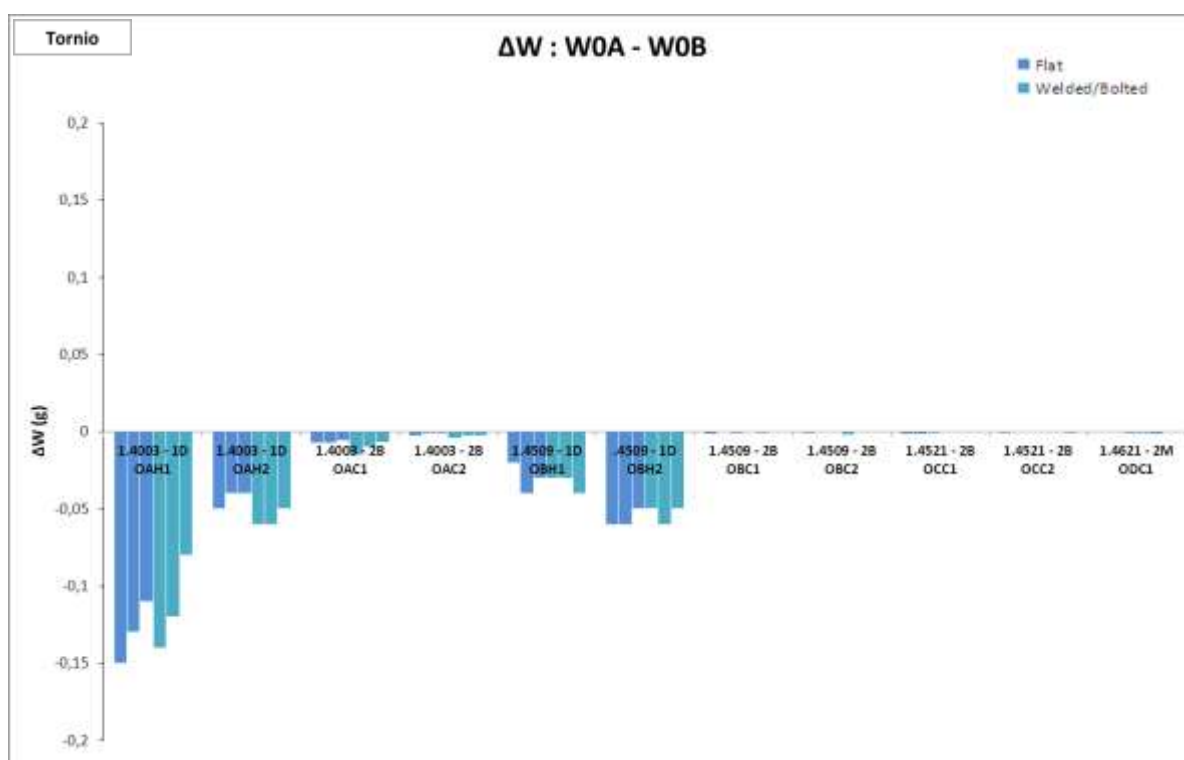 Tornio
ΔW : W0A - W0B
Flat
Welded/Bolted
0,2
0,15
0,1
0,05
0
-0,05
-0,1
-0,15
-0,2
ΔW (g)
1.4003 - 1D
OAH1
1.4003 - 1D
OAH2
1.4003 - 2B
OAC1
1.4003 - 2B
OAC2
1.4509 - 1D
OBH1
.4509 - 1D
OBH2
1.4509 - 2B
OBC1
1.4509 - 2B
OBC2
1.4521 - 2B
OCC1
1.4521 - 2B
OCC2
1.4621 - 2M
ODC1